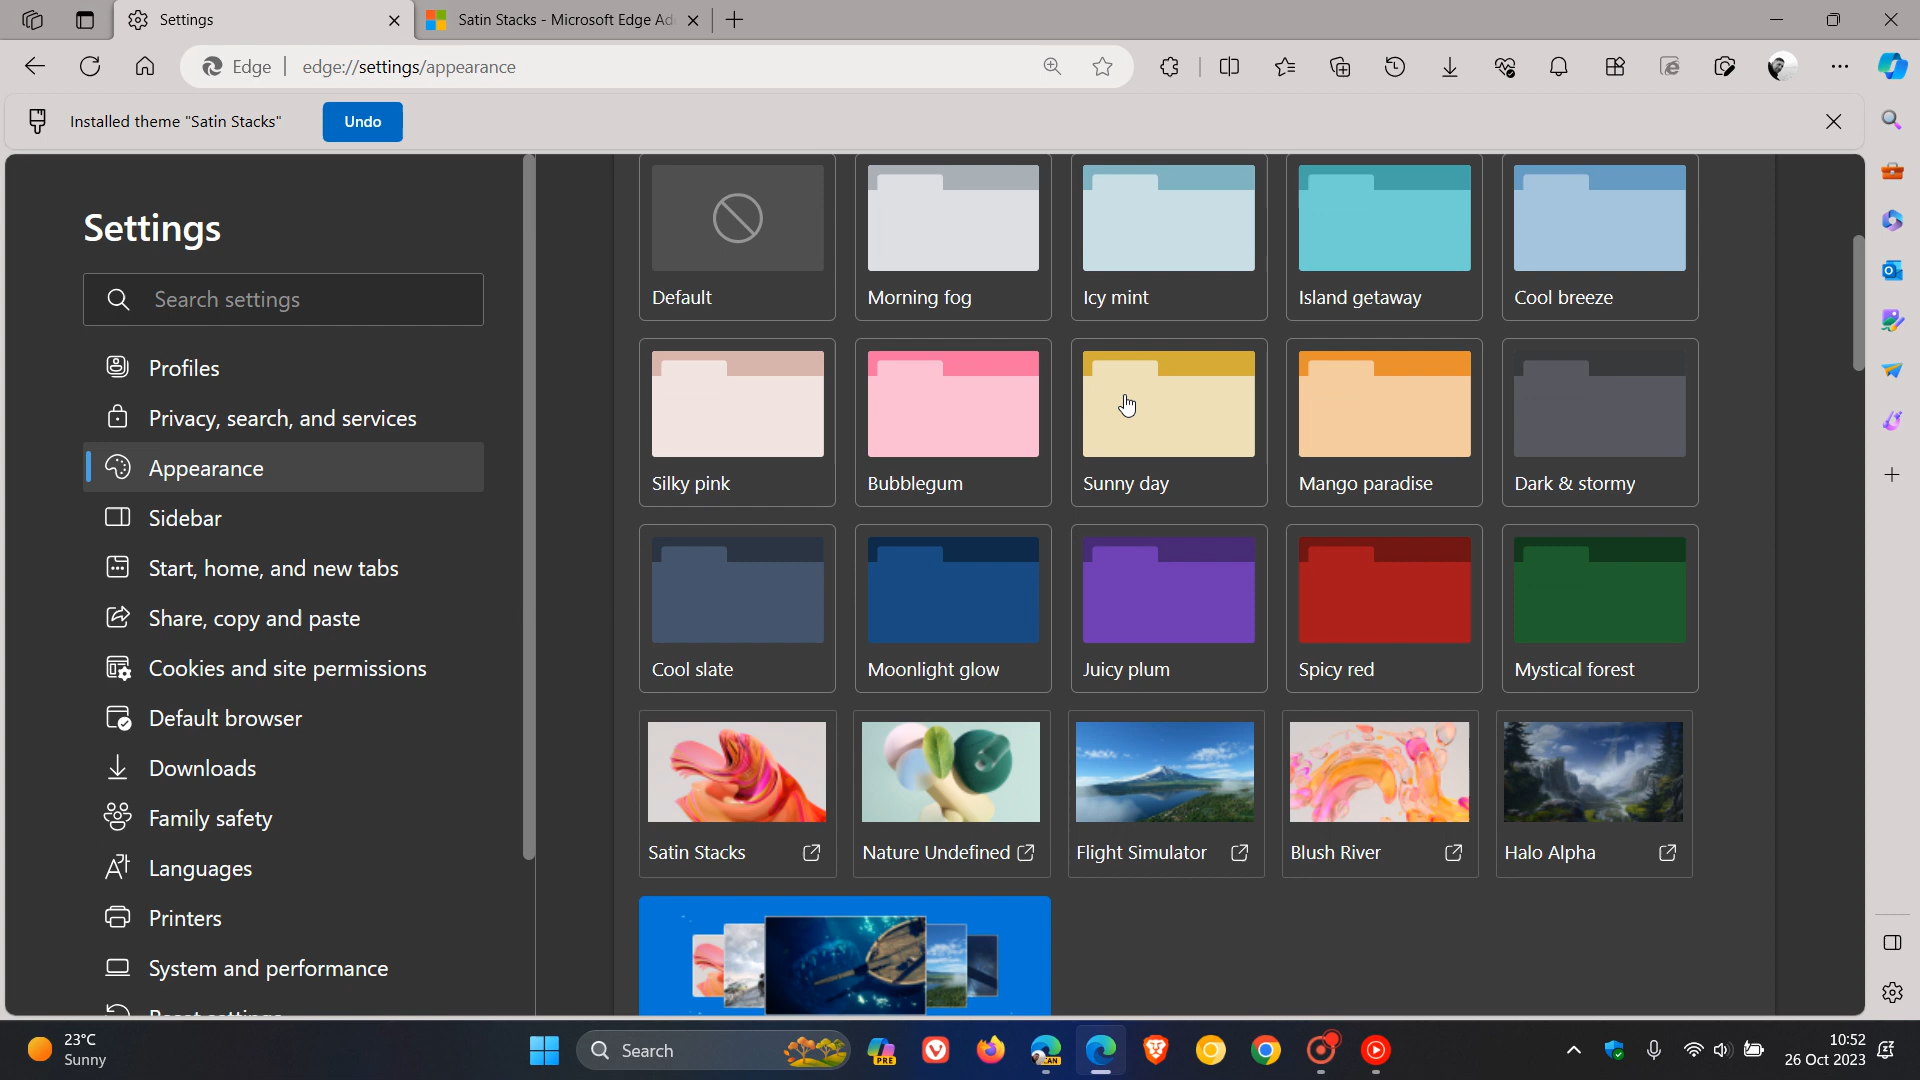 Settings
Satin Stacks - Microsoft Edge Ad
Edge
edge://settings/appearance
Installed theme "Satin Stacks"
Undo
Settings
Search settings
Profiles
Privacy, search, and services
Appearance
Sidebar
Start, home, and new tabs
Share, copy and paste
Cookies and site permissions
Default browser
Downloads
Family safety
Languages
Printers
System and performance
Reset settings
Default
Morning fog
Icy mint
Island getaway
Cool breeze
Silky pink
Bubblegum
Sunny day
Mango paradise
Dark & stormy
Cool slate
Moonlight glow
Juicy plum
Spicy red
Mystical forest
Satin Stacks
Nature Undefined
Flight Simulator
Blush River
Halo Alpha
23°C
Sunny
Search
PRE
CAN
10:52
26 Oct 2023